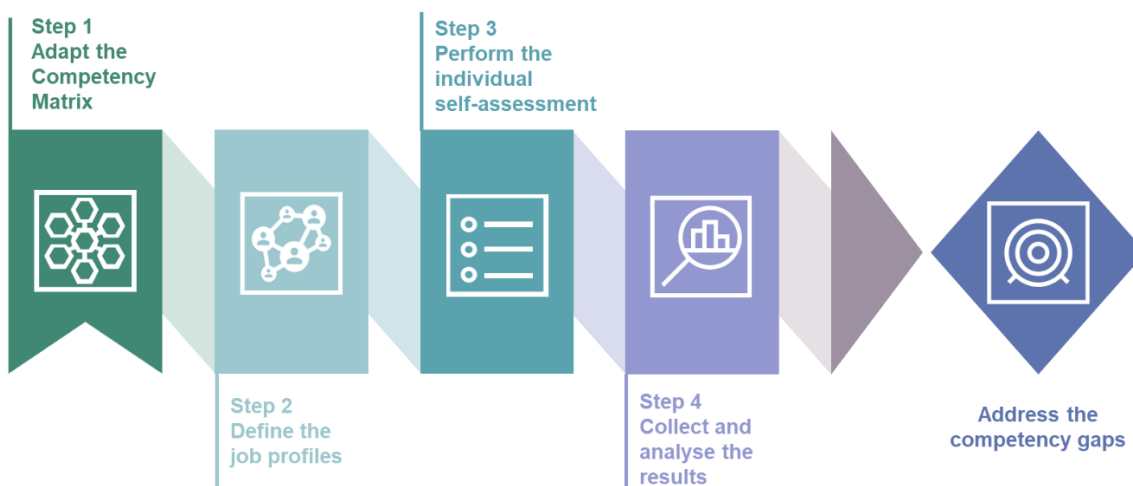 Step 1
Adapt the
Competency
Matrix
Step 2
Define the
job profiles
Step 3
Perform the
individual
self-assessment
Step 4
Collect and
analyse the
results
Address the
competency gaps